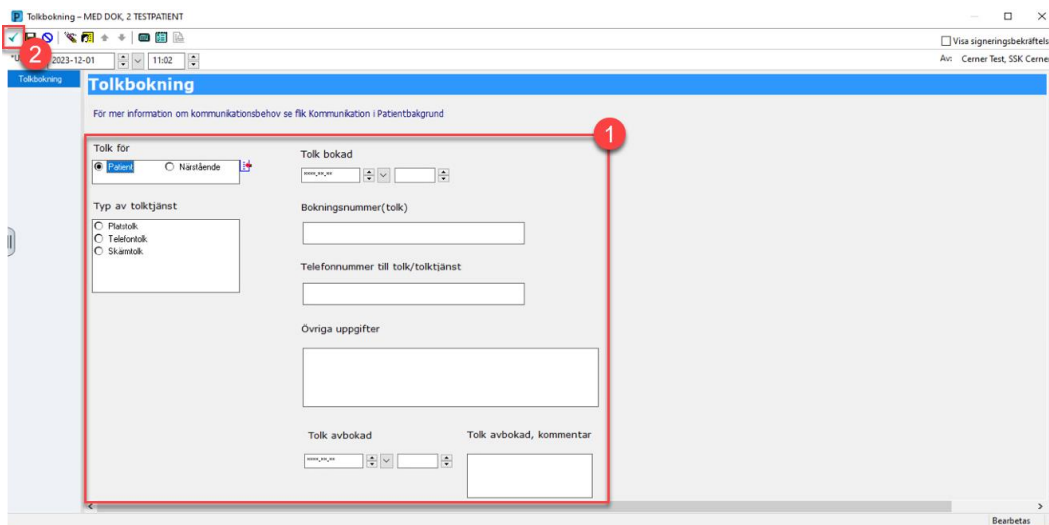 Tolkbokning – MED DOK, 2 TESTPATIENT
Visa signeringsbekräftels
2 2023-12-01 11:02 Av: Cerner Test, SSK Cerne
Tolkbokning
Tolkbokning
För mer information om kommunikationsbehov se flik Kommunikation i Patientbakgrund
1
Tolk för
Patient Närstående
Typ av tolktjänst
Platstolk
Telefontolk
Skärmtolk
Tolk bokad
****-**-**
Bokningsnummer(tolk)
Telefonnummer till tolk/tolktjänst
Övriga uppgifter
Tolk avbokad Tolk avbokad, kommentar
****-**-**
Bearbetas